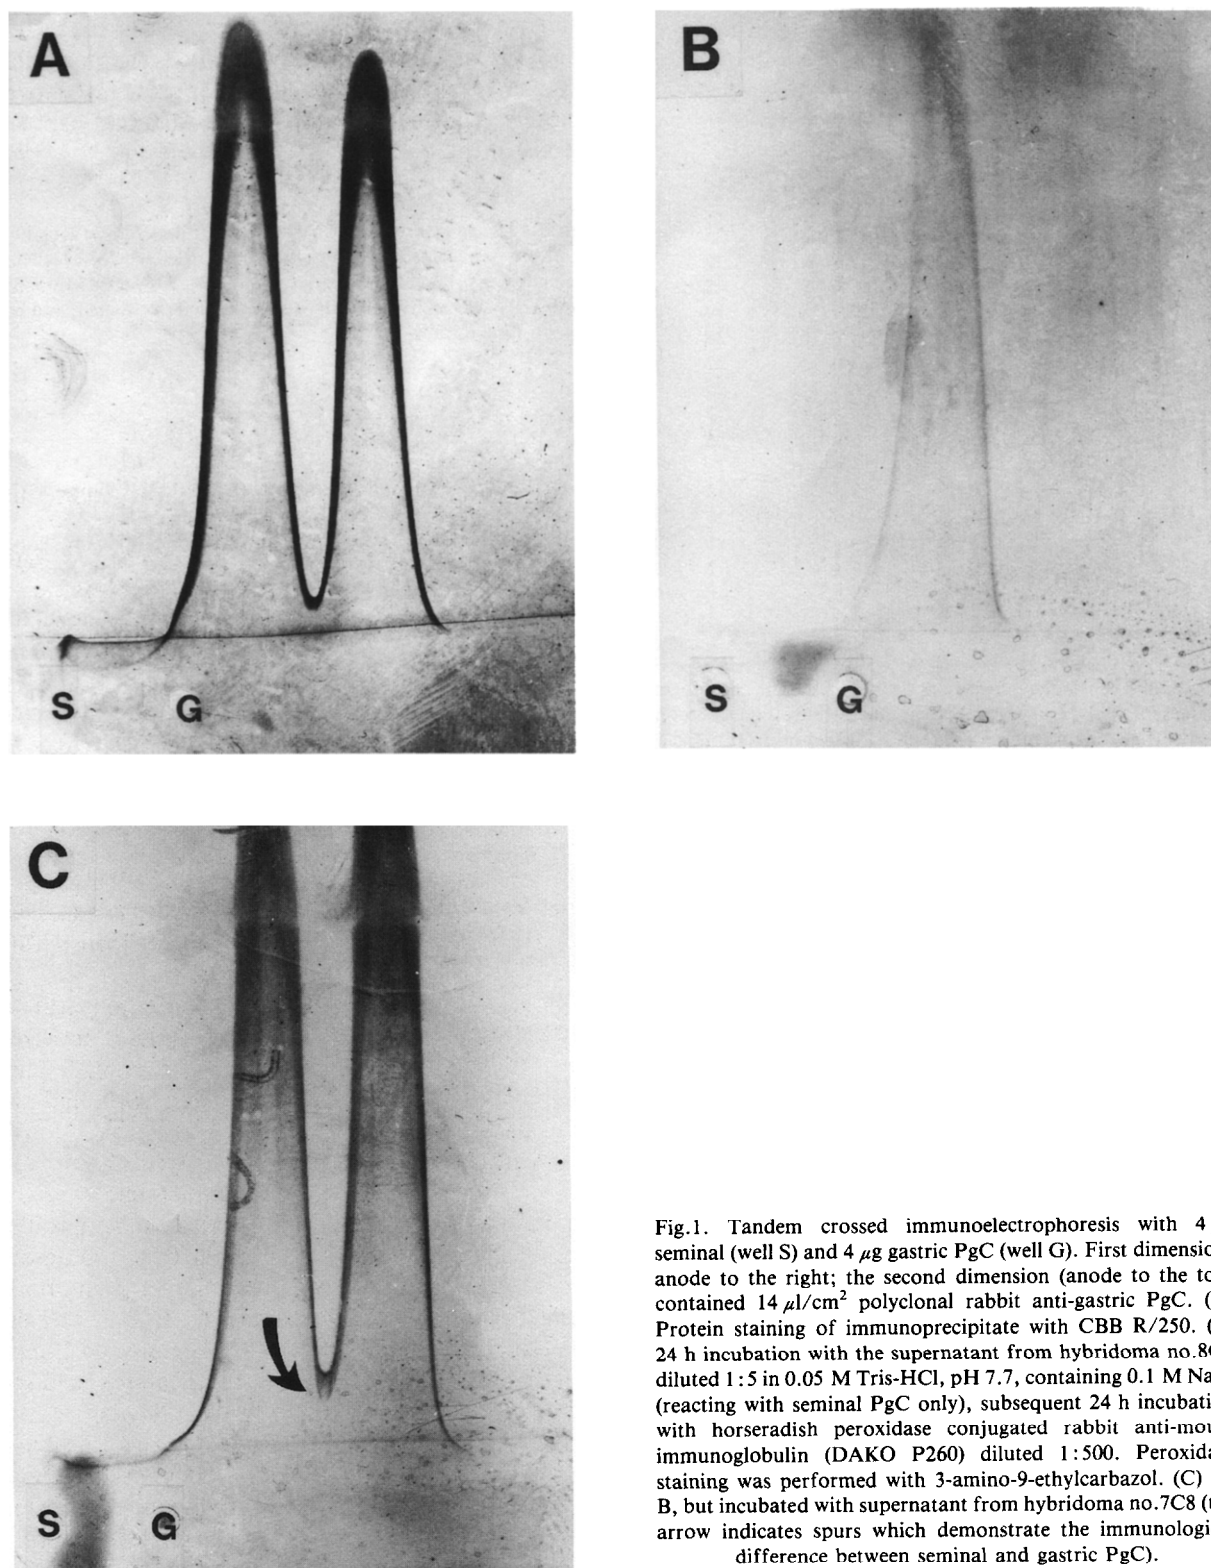 A
B
S
G
S
G
C
S
G
Fig.1. Tandem crossed immunoelectrophoresis with 4
seminal (well S) and 4 μg gastric PgC (well G). First dimensio
anode to the right; the second dimension (anode to the to
contained 14 μl/cm² polyclonal rabbit anti-gastric PgC. (
Protein staining of immunoprecipitate with CBB R/250. (
24 h incubation with the supernatant from hybridoma no.8
diluted 1:5 in 0.05 M Tris-HCl, pH 7.7, containing 0.1 M Na
(reacting with seminal PgC only), subsequent 24 h incubati
with horseradish peroxidase conjugated rabbit anti-mou
immunoglobulin (DAKO P260) diluted 1:500. Peroxida
staining was performed with 3-amino-9-ethylcarbazol. (C)
B, but incubated with supernatant from hybridoma no.7C8 (t
arrow indicates spurs which demonstrate the immunologi
difference between seminal and gastric PgC).